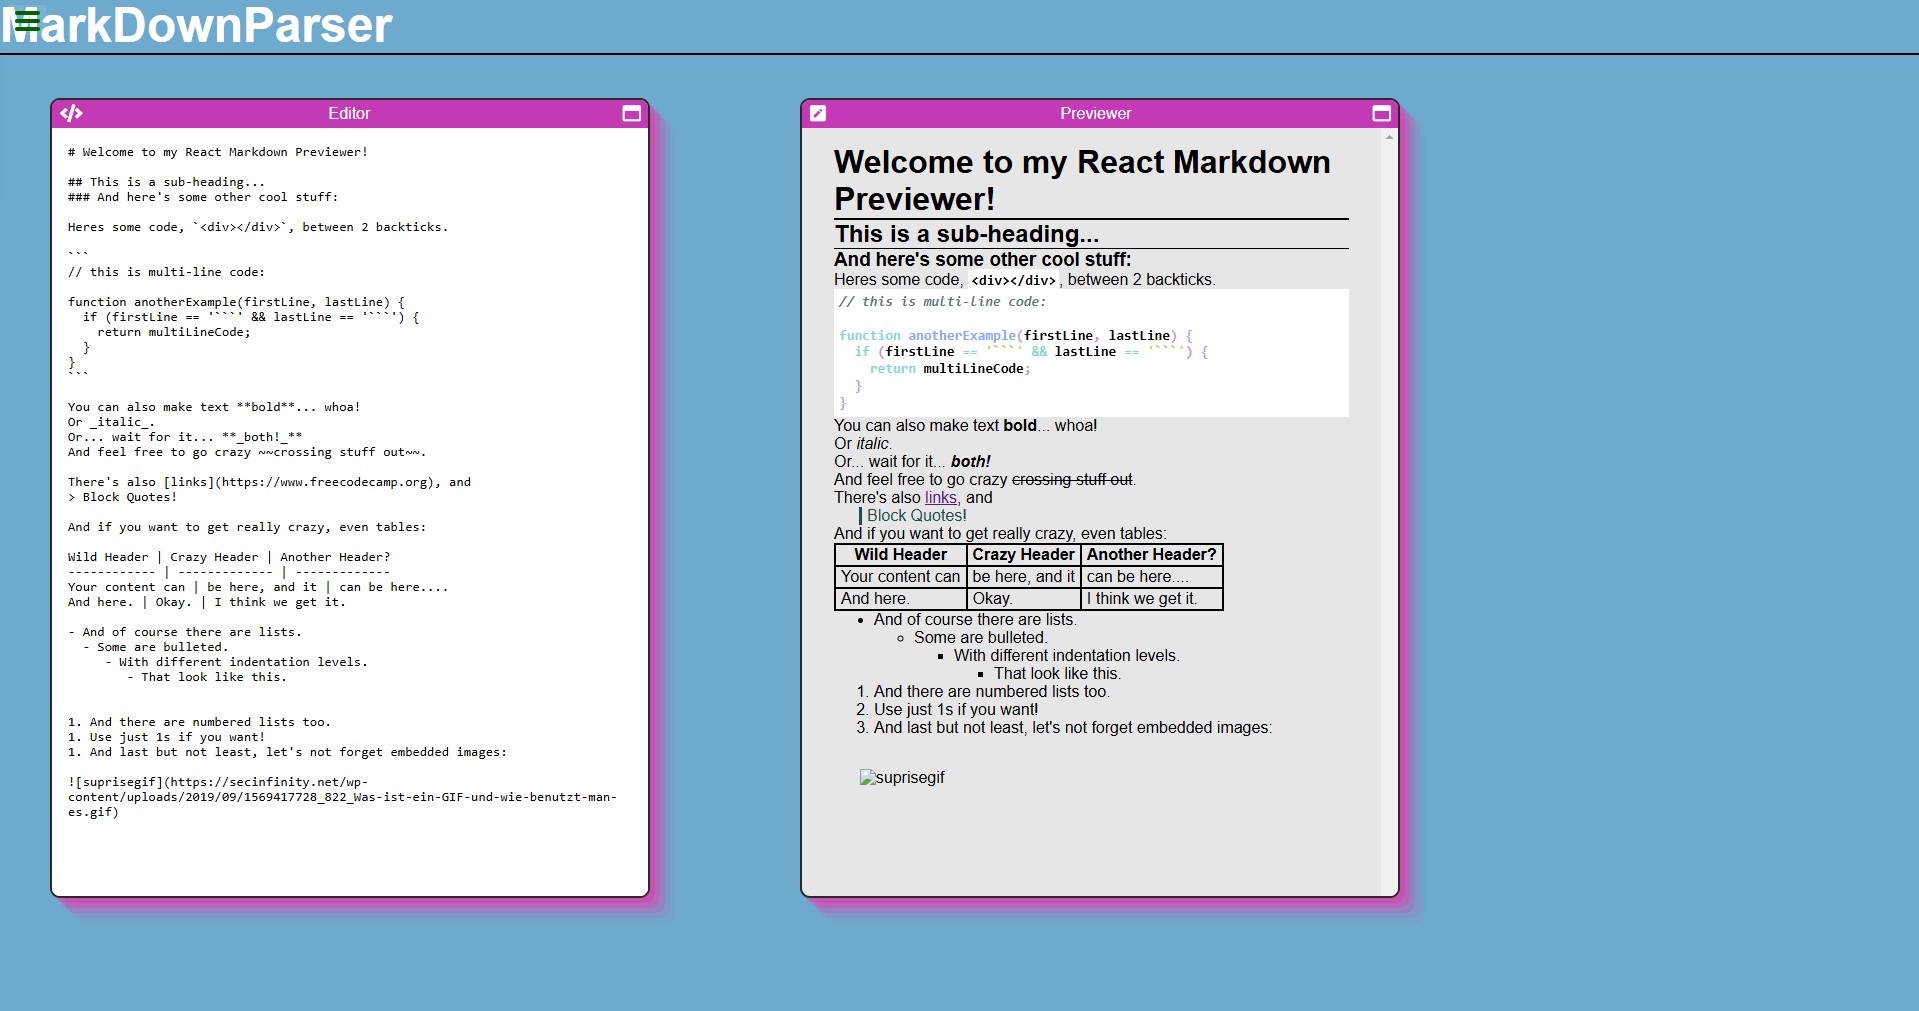 MarkDownParser
Editor
# Welcome to my React Markdown Previewer!
## This is a sub-heading...
### And here's some other cool stuff:
Heres some code, `<div></div>`, between 2 backticks.
```
// this is multi-line code:
function anotherExample(firstLine, lastLine) {
  if (firstLine == '```' && lastLine == '```') {
    return multiLineCode;
  }
}
```
You can also make text **bold**... whoa!
Or _italic_.
Or... wait for it... **_both!_**
And feel free to go crazy ~~crossing stuff out~~.
There's also [links](https://www.freecodecamp.org), and
> Block Quotes!
And if you want to get really crazy, even tables:
Wild Header | Crazy Header | Another Header?
------------ | ------------- | -------------
Your content can | be here, and it | can be here....
And here. | Okay. | I think we get it.
- And of course there are lists.
  - Some are bulleted.
     - With different indentation levels.
        - That look like this.
1. And there are numbered lists too.
1. Use just 1s if you want!
1. And last but not least, let's not forget embedded images:
![suprisegif](https://secinfinity.net/wp-
content/uploads/2019/09/1569417728_822_Was-ist-ein-GIF-und-wie-benutzt-man-
es.gif)
Previewer
Welcome to my React Markdown
Previewer!
This is a sub-heading...
And here's some other cool stuff:
Heres some code, <div></div>, between 2 backticks.
// this is multi-line code:
function anotherExample(firstLine, lastLine) {
  if (firstLine == '```' && lastLine == '```') {
    return multiLineCode;
  }
}
You can also make text bold... whoa!
Or italic.
Or... wait for it... both!
And feel free to go crazy crossing stuff out.
There's also links, and
Block Quotes!
And if you want to get really crazy, even tables:
Wild Header Crazy Header Another Header?
Your content can be here, and it can be here....
And here. Okay. I think we get it.
• And of course there are lists.
◦ Some are bulleted.
▪ With different indentation levels.
▪ That look like this.
1. And there are numbered lists too.
2. Use just 1s if you want!
3. And last but not least, let's not forget embedded images:
suprisegif